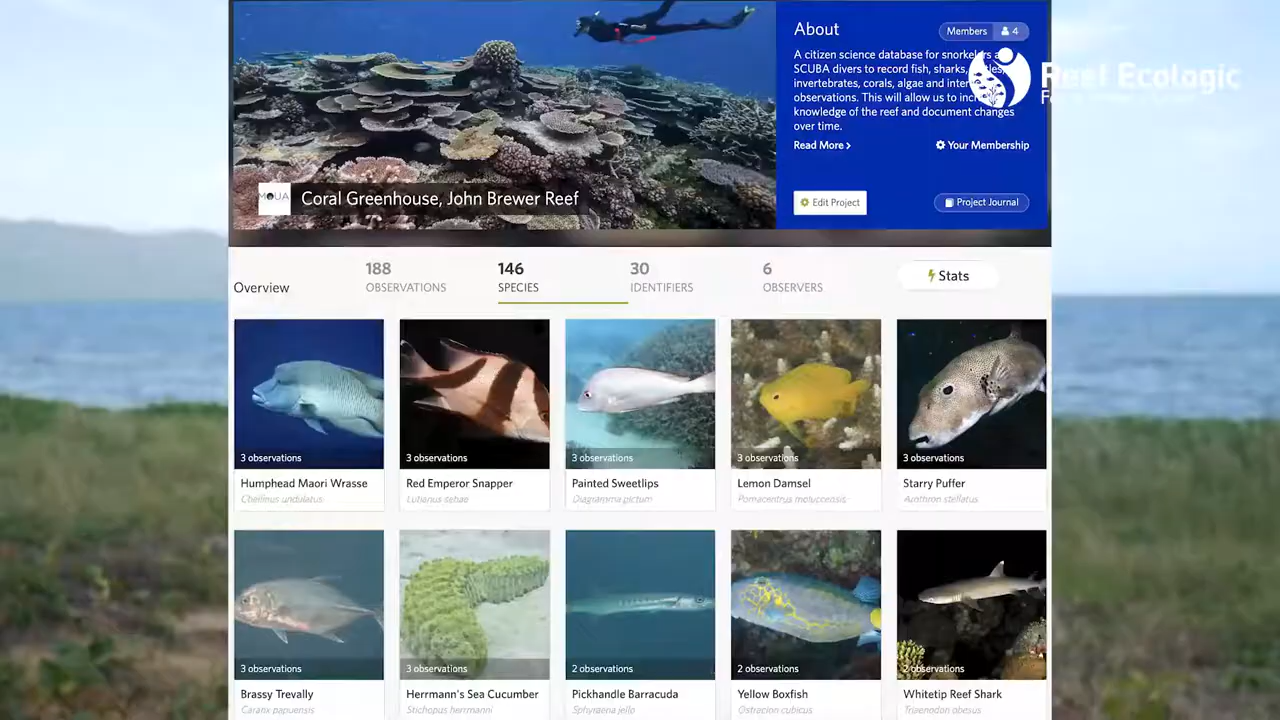 About
Members 4
A citizen science database for snorkelers
SCUBA divers to record fish, sharks,
invertebrates, corals, algae and
observations. This will allow us to
knowledge of the reef and document changes
over time.
Read More
Your Membership
Reef Ecologic
MOUA
Coral Greenhouse, John Brewer Reef
Edit Project
Project Journal
Overview
188
OBSERVATIONS
146
SPECIES
30
IDENTIFIERS
6
OBSERVERS
Stats
3 observations
3 observations
3 observations
3 observations
3 observations
Humphead Maori Wrasse
Red Emperor Snapper
Painted Sweetlips
Lemon Damsel
Starry Puffer
Cheilinus undulatus
Lutjanus sebae
Diagramma pictum
Pomacentrus moluccensis
Arothron stellatus
3 observations
3 observations
2 observations
2 observations
2 observations
Brassy Trevally
Herrmann's Sea Cucumber
Pickhandle Barracuda
Yellow Boxfish
Whitetip Reef Shark
Caranx papuensis
Stichopus herrmanni
Sphyraena jello
Ostracion cubicus
Triaenodon obesus